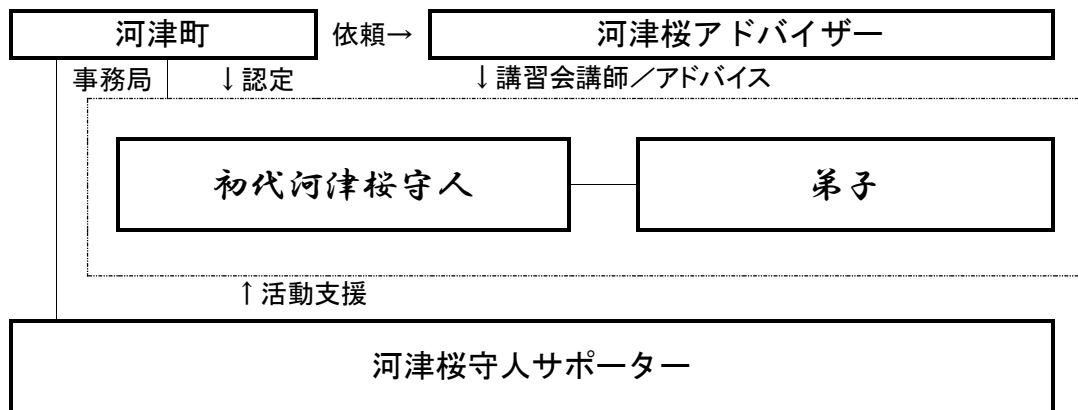 河津町 依頼→ 河津桜アドバイザー
事務局 ↓認定 ↓講習会講師／アドバイス
初代河津桜守人 弟子
↑活動支援
河津桜守人サポーター